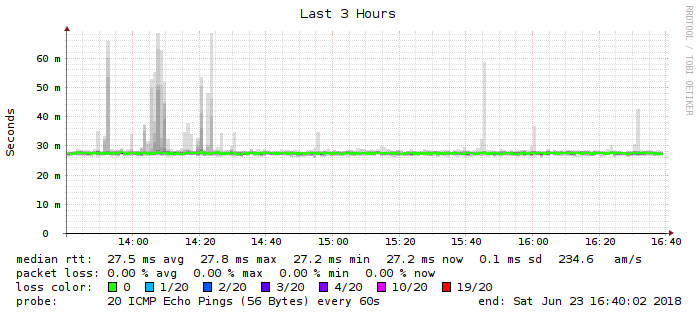 Last 3 Hours
RRDTOOL / TOBI OETIKER
Seconds
60 m
50 m
40 m
30 m
20 m
10 m
0
14:00 14:20 14:40 15:00 15:20 15:40 16:00 16:20 16:40
median rtt: 27.5 ms avg 27.8 ms max 27.2 ms min 27.2 ms now 0.1 ms sd 234.6 am/s
packet loss: 0.00 % avg 0.00 % max 0.00 % min 0.00 % now
loss color: 0 1/20 2/20 3/20 4/20 10/20 19/20
probe: 20 ICMP Echo Pings (56 Bytes) every 60s end: Sat Jun 23 16:40:02 2018